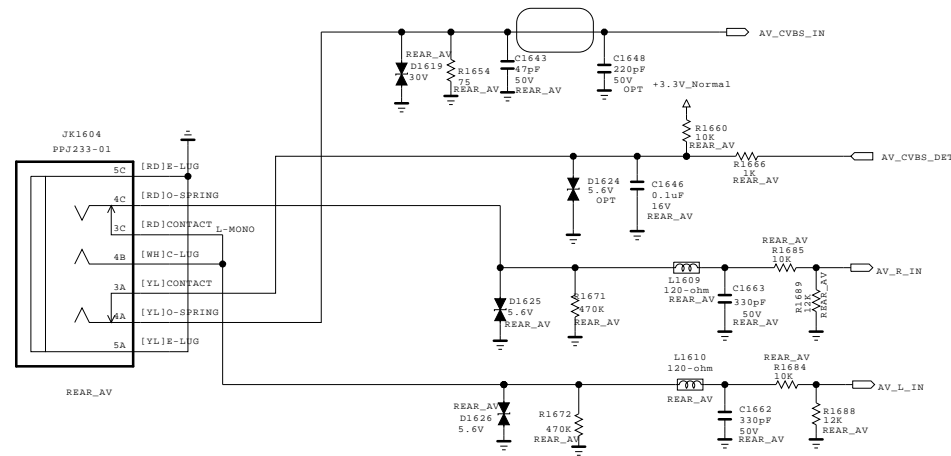 AV_CVBS_IN
REAR_AV
D1619
30V
R1654
75
REAR_AV
C1643
47pF
50V
REAR_AV
C1648
220pF
50V
OPT
+3.3V_Normal
R1660
10K
REAR_AV
AV_CVBS_DET
R1666
1K
REAR_AV
D1624
5.6V
OPT
C1646
0.1uF
16V
REAR_AV
JK1604
PPJ233-01
5C
[RD]E-LUG
4C
[RD]O-SPRING
3C
[RD]CONTACT
L-MONO
4B
[WH]C-LUG
3A
[YL]CONTACT
4A
[YL]O-SPRING
5A
[YL]E-LUG
REAR_AV
D1625
5.6V
REAR_AV
R1671
470K
REAR_AV
L1609
120-ohm
REAR_AV
C1663
330pF
50V
REAR_AV
REAR_AV
R1685
10K
R1689
12K
REAR_AV
AV_R_IN
REAR_AV
D1626
5.6V
R1672
470K
REAR_AV
L1610
120-ohm
REAR_AV
C1662
330pF
50V
REAR_AV
REAR_AV
R1684
10K
R1688
12K
REAR_AV
AV_L_IN